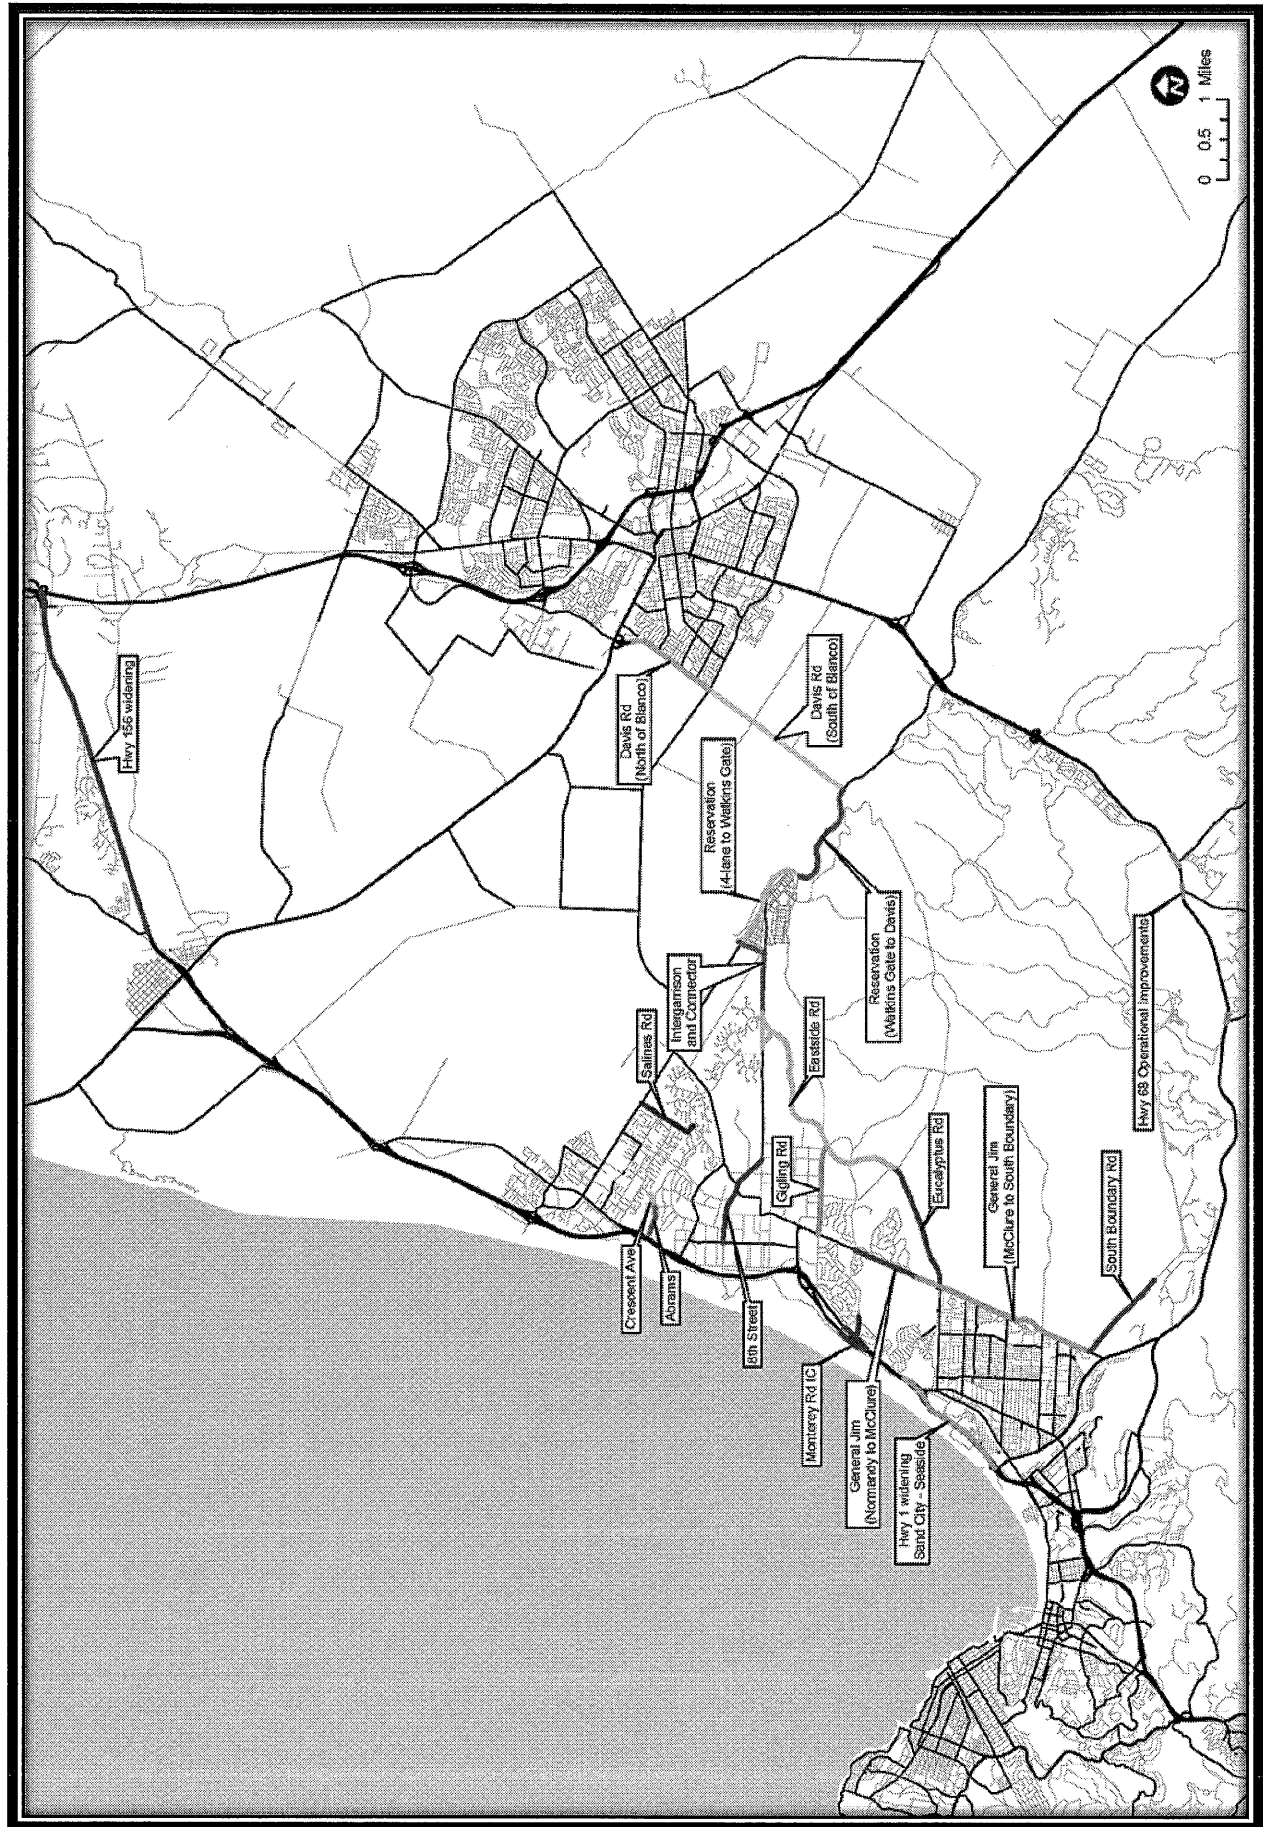 Hwy 156 widening
Davis Rd
(North of Blanco)
Davis Rd
(South of Blanco)
Reservation
(4-lane to Watkins Gate)
Reservation
(Watkins Gate to Davis)
Intergarrison
and Connector
Salinas Rd
Eastside Rd
Gigling Rd
Eucalyptus Rd
General Jim
(McClure to South Boundary)
South Boundary Rd
Hwy 68 Operational improvements
Crescent Ave
Abrams
8th Street
Monterey Rd IC
General Jim
(Normandy to McClure)
Hwy 1 widening
Sand City - Seaside
N
0 0.5 1 Miles